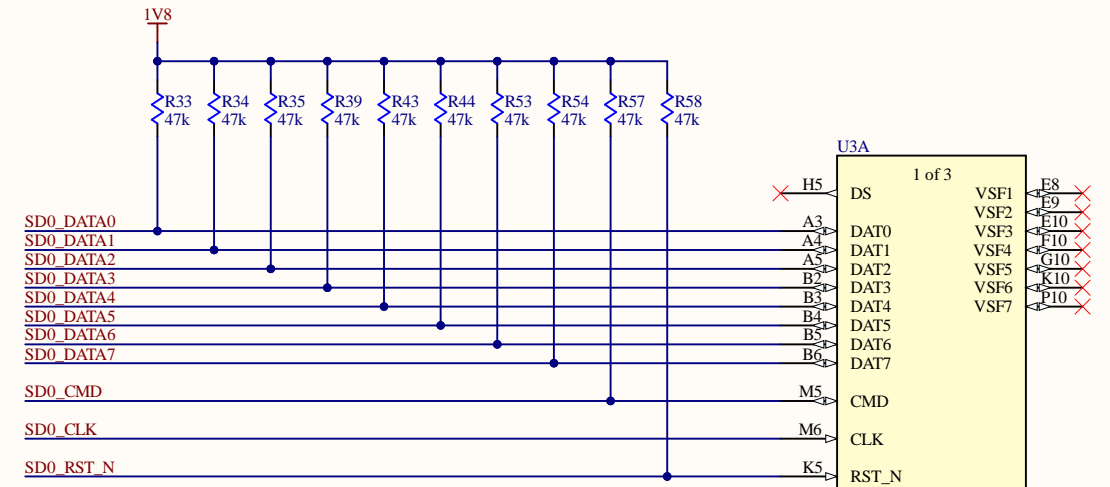 1V8
R33 R34 R35 R39 R43 R44 R53 R54 R57 R58
47k 47k 47k 47k 47k 47k 47k 47k 47k 47k
U3A
1 of 3
H5 DS VSF1 E8
VSF2 E9
SD0_DATA0 A3 DAT0 VSF3 E10
SD0_DATA1 A4 DAT1 VSF4 F10
SD0_DATA2 A5 DAT2 VSF5 G10
SD0_DATA3 B2 DAT3 VSF6 K10
SD0_DATA4 B3 DAT4 VSF7 P10
SD0_DATA5 B4 DAT5
SD0_DATA6 B5 DAT6
SD0_DATA7 B6 DAT7
SD0_CMD M5 CMD
SD0_CLK M6 CLK
SD0_RST_N K5 RST_N